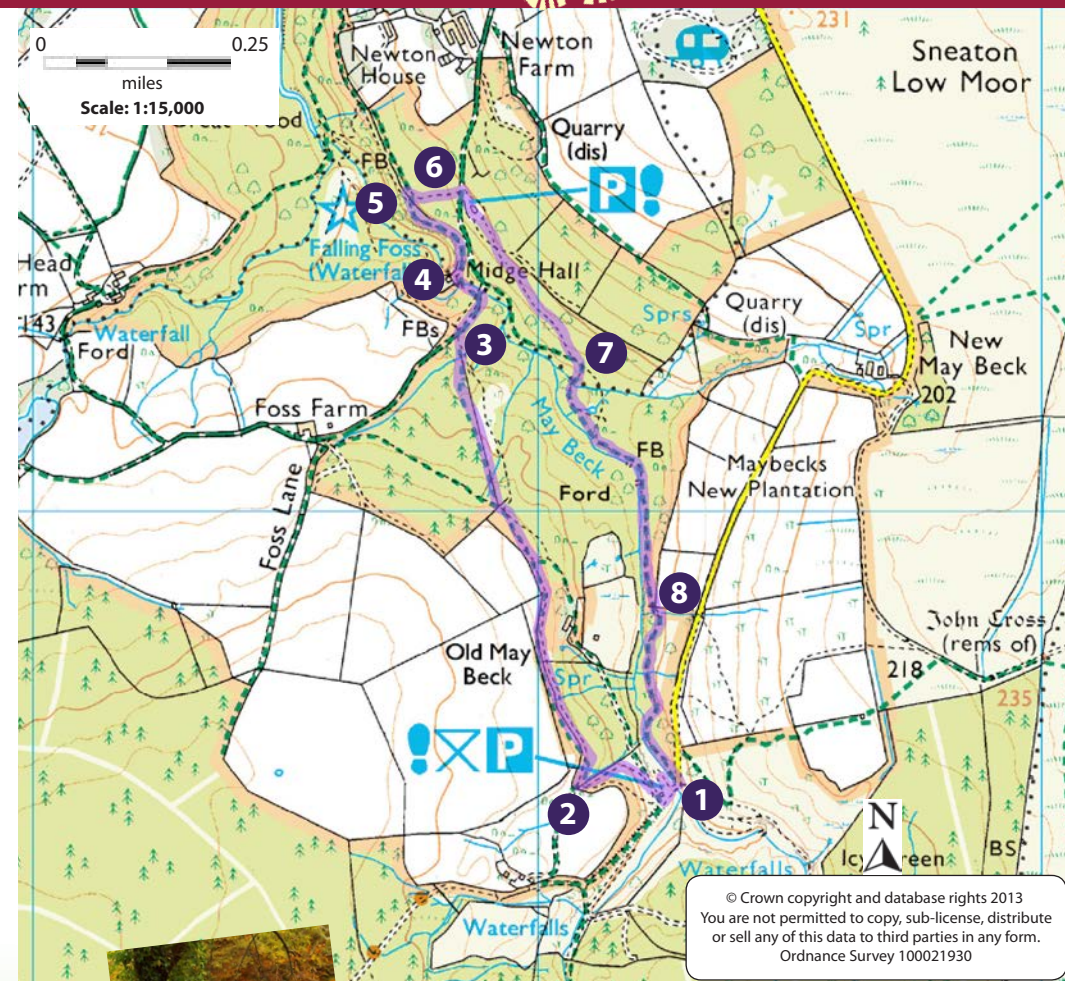 0 0.25
miles
Scale: 1:15,000
231
Sneaton
Low Moor
Newton
House
Newton
Farm
Quarry
(dis)
FB
6
P
5
Falling Foss
4
Midge Hall
143
Waterfall
Ford
FBs
3
Sprs
Quarry
(dis)
Spr
New
May Beck
202
7
Foss Farm
May Beck
FB
Ford
Maybecks
New Plantation
Foss Lane
8
John Cross
(rems of)
218
235
Old May
Beck
Spr
P
1
2
N
BS
Waterfalls
Waterfalls
© Crown copyright and database rights 2013
You are not permitted to copy, sub-license, distribute
or sell any of this data to third parties in any form.
Ordnance Survey 100021930